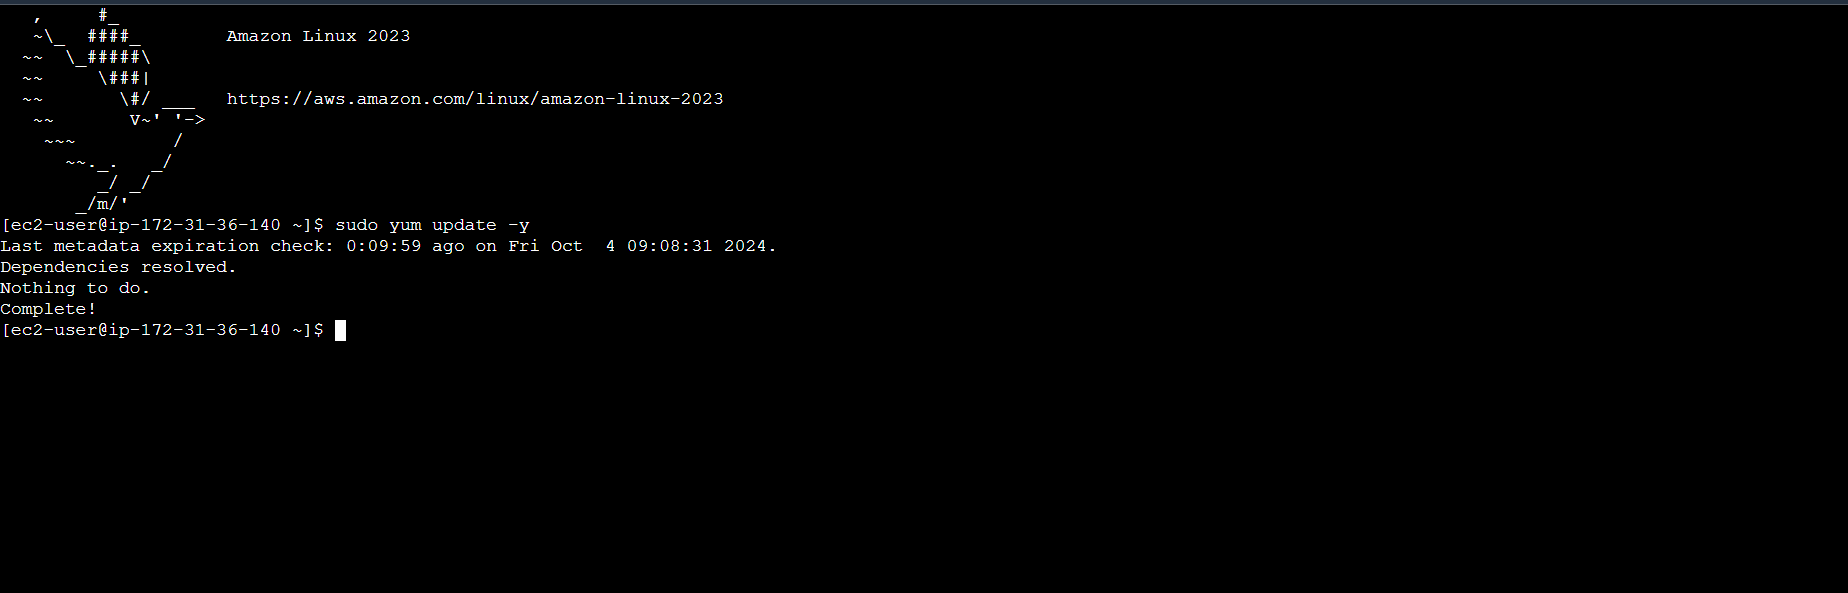 ,     #_
   ~\_  ####_        Amazon Linux 2023
  ~~  \_#####\
  ~~     \###|
  ~~       \#/ ___   https://aws.amazon.com/linux/amazon-linux-2023
   ~~       V~' '->
    ~~~         /
      ~~._.   _/
         _/ _/
       _/m/'
[ec2-user@ip-172-31-36-140 ~]$ sudo yum update -y
Last metadata expiration check: 0:09:59 ago on Fri Oct  4 09:08:31 2024.
Dependencies resolved.
Nothing to do.
Complete!
[ec2-user@ip-172-31-36-140 ~]$